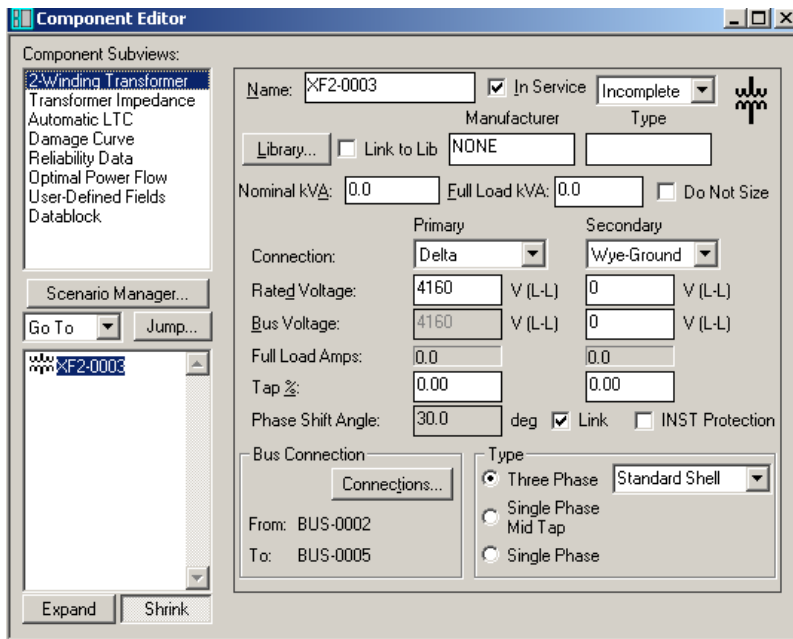 Component Editor
Component Subviews:
2-Winding Transformer
Transformer Impedance
Automatic LTC
Damage Curve
Reliability Data
Optimal Power Flow
User-Defined Fields
Datablock
Scenario Manager...
Go To
Jump...
XF2-0003
Expand
Shrink
Name: XF2-0003 In Service Incomplete
Manufacturer Type
Library... Link to Lib NONE
Nominal kVA: 0.0 Full Load kVA: 0.0 Do Not Size
Primary Secondary
Connection: Delta Wye-Ground
Rated Voltage: 4160 V (L-L) 0 V (L-L)
Bus Voltage: 4160 V (L-L) 0 V (L-L)
Full Load Amps: 0.0 0.0
Tap %: 0.00 0.00
Phase Shift Angle: 30.0 deg Link INST Protection
Bus Connection
Connections...
From: BUS-0002
To: BUS-0005
Type
Three Phase Standard Shell
Single Phase
Mid Tap
Single Phase